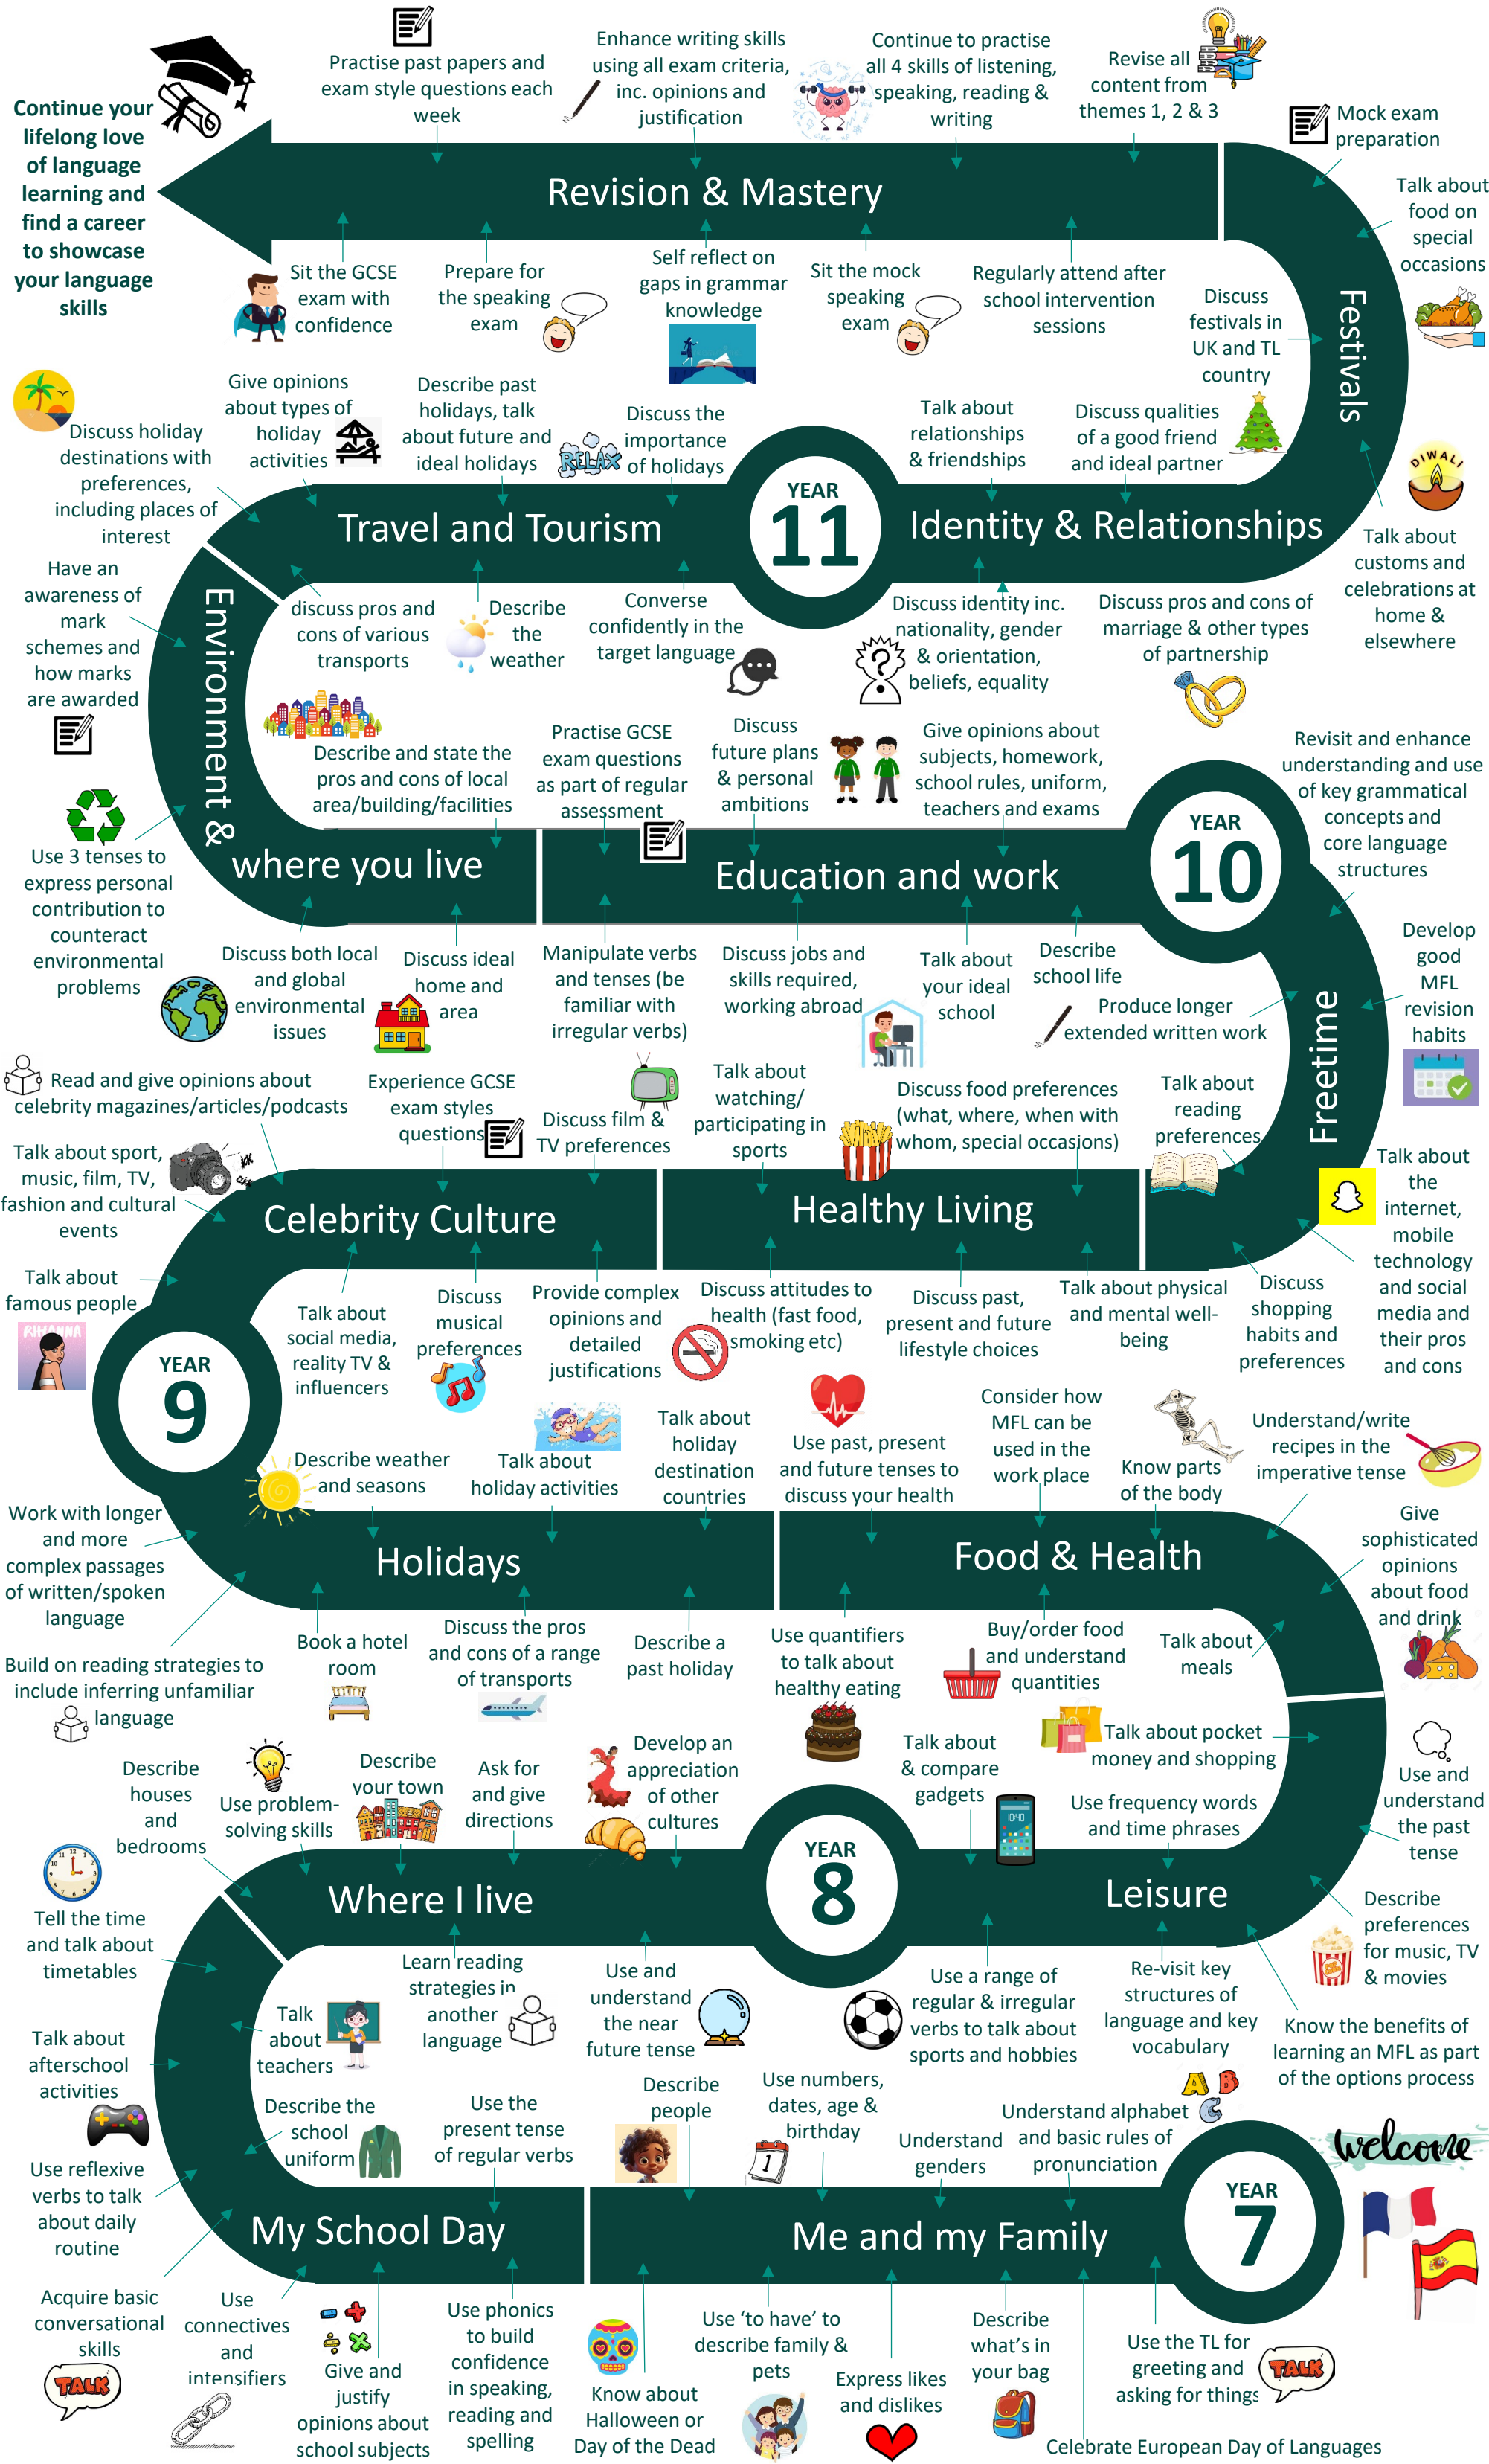 Practise past papers and
exam style questions each
week
Enhance writing skills
using all exam criteria,
inc. opinions and
justification
Continue to practise
all 4 skills of listening,
speaking, reading &
writing
Revise all
content from
themes 1, 2 & 3
Mock exam
preparation
Continue your
lifelong love
of language
learning and
find a career
to showcase
your language
skills
Revision & Mastery
Talk about
food on
special
occasions
Sit the GCSE
exam with
confidence
Prepare for
the speaking
exam
Self reflect on
gaps in grammar
knowledge
Sit the mock
speaking
exam
Regularly attend after
school intervention
sessions
Discuss
festivals in
UK and TL
country
Festivals
Discuss holiday
destinations with
preferences,
including places of
interest
Give opinions
about types of
holiday
activities
Describe past
holidays, talk
about future and
ideal holidays
RELAX
Discuss the
importance
of holidays
Talk about
relationships
& friendships
Discuss qualities
of a good friend
and ideal partner
DIWALI
Travel and Tourism
YEAR
11
Identity & Relationships
Talk about
customs and
celebrations at
home &
elsewhere
Have an
awareness of
mark
schemes and
how marks
are awarded
Environment &
discuss pros and
cons of various
transports
Describe
the
weather
Converse
confidently in the
target language
Discuss identity inc.
nationality, gender
& orientation,
beliefs, equality
Discuss pros and cons of
marriage & other types
of partnership
Describe and state the
pros and cons of local
area/building/facilities
Practise GCSE
exam questions
as part of regular
assessment
Discuss
future plans
& personal
ambitions
Give opinions about
subjects, homework,
school rules, uniform,
teachers and exams
Revisit and enhance
understanding and use
of key grammatical
concepts and
core language
structures
Use 3 tenses to
express personal
contribution to
counteract
environmental
problems
where you live
Education and work
YEAR
10
Discuss both local
and global
environmental
issues
Discuss ideal
home and
area
Manipulate verbs
and tenses (be
familiar with
irregular verbs)
Discuss jobs and
skills required,
working abroad
Talk about
your ideal
school
Describe
school life
Produce longer
extended written work
Freetime
Develop
good
MFL
revision
habits
Read and give opinions about
celebrity magazines/articles/podcasts
Experience GCSE
exam styles
questions
Discuss film &
TV preferences
Talk about
watching/
participating in
sports
Discuss food preferences
(what, where, when with
whom, special occasions)
Talk about
reading
preferences
Talk about
the
internet,
mobile
technology
and social
media and
their pros
and cons
Talk about sport,
music, film, TV,
fashion and cultural
events
Celebrity Culture
Healthy Living
Talk about
famous people
RIHANNA
Talk about
social media,
reality TV &
influencers
Discuss
musical
preferences
Provide complex
opinions and
detailed
justifications
Discuss attitudes to
health (fast food,
smoking etc)
Discuss past,
present and future
lifestyle choices
Talk about physical
and mental well-
being
Discuss
shopping
habits and
preferences
YEAR
9
Describe weather
and seasons
Talk about
holiday activities
Talk about
holiday
destination
countries
Use past, present
and future tenses to
discuss your health
Consider how
MFL can be
used in the
work place
Know parts
of the body
Understand/write
recipes in the
imperative tense
Work with longer
and more
complex passages
of written/spoken
language
Holidays
Food & Health
Give
sophisticated
opinions
about food
and drink
Build on reading strategies to
include inferring unfamiliar
language
Book a hotel
room
Discuss the pros
and cons of a range
of transports
Describe a
past holiday
Use quantifiers
to talk about
healthy eating
Buy/order food
and understand
quantities
Talk about
meals
Talk about pocket
money and shopping
Use and
understand
the past
tense
Describe
houses
and
bedrooms
Use problem-
solving skills
Describe
your town
Ask for
and give
directions
Develop an
appreciation
of other
cultures
Talk about
& compare
gadgets
10:40
Use frequency words
and time phrases
Where I live
YEAR
8
Leisure
Describe
preferences
for music, TV
& movies
Tell the time
and talk about
timetables
Learn reading
strategies in
another
language
Use and
understand
the near
future tense
Use a range of
regular & irregular
verbs to talk about
sports and hobbies
Re-visit key
structures of
language and key
vocabulary
Know the benefits of
learning an MFL as part
of the options process
Talk
about
teachers
Talk about
afterschool
activities
Describe the
school
uniform
Use the
present tense
of regular verbs
Describe
people
1
Use numbers,
dates, age &
birthday
Understand
genders
A B C
Understand alphabet
and basic rules of
pronunciation
welcome
Use reflexive
verbs to talk
about daily
routine
My School Day
Me and my Family
YEAR
7
Acquire basic
conversational
skills
TALK
Use
connectives
and
intensifiers
Give and
justify
opinions about
school subjects
Use phonics
to build
confidence
in speaking,
reading and
spelling
Know about
Halloween or
Day of the Dead
Use ‘to have’ to
describe family &
pets
Express likes
and dislikes
Describe
what’s in
your bag
Use the TL for
greeting and
asking for things
TALK
Celebrate European Day of Languages